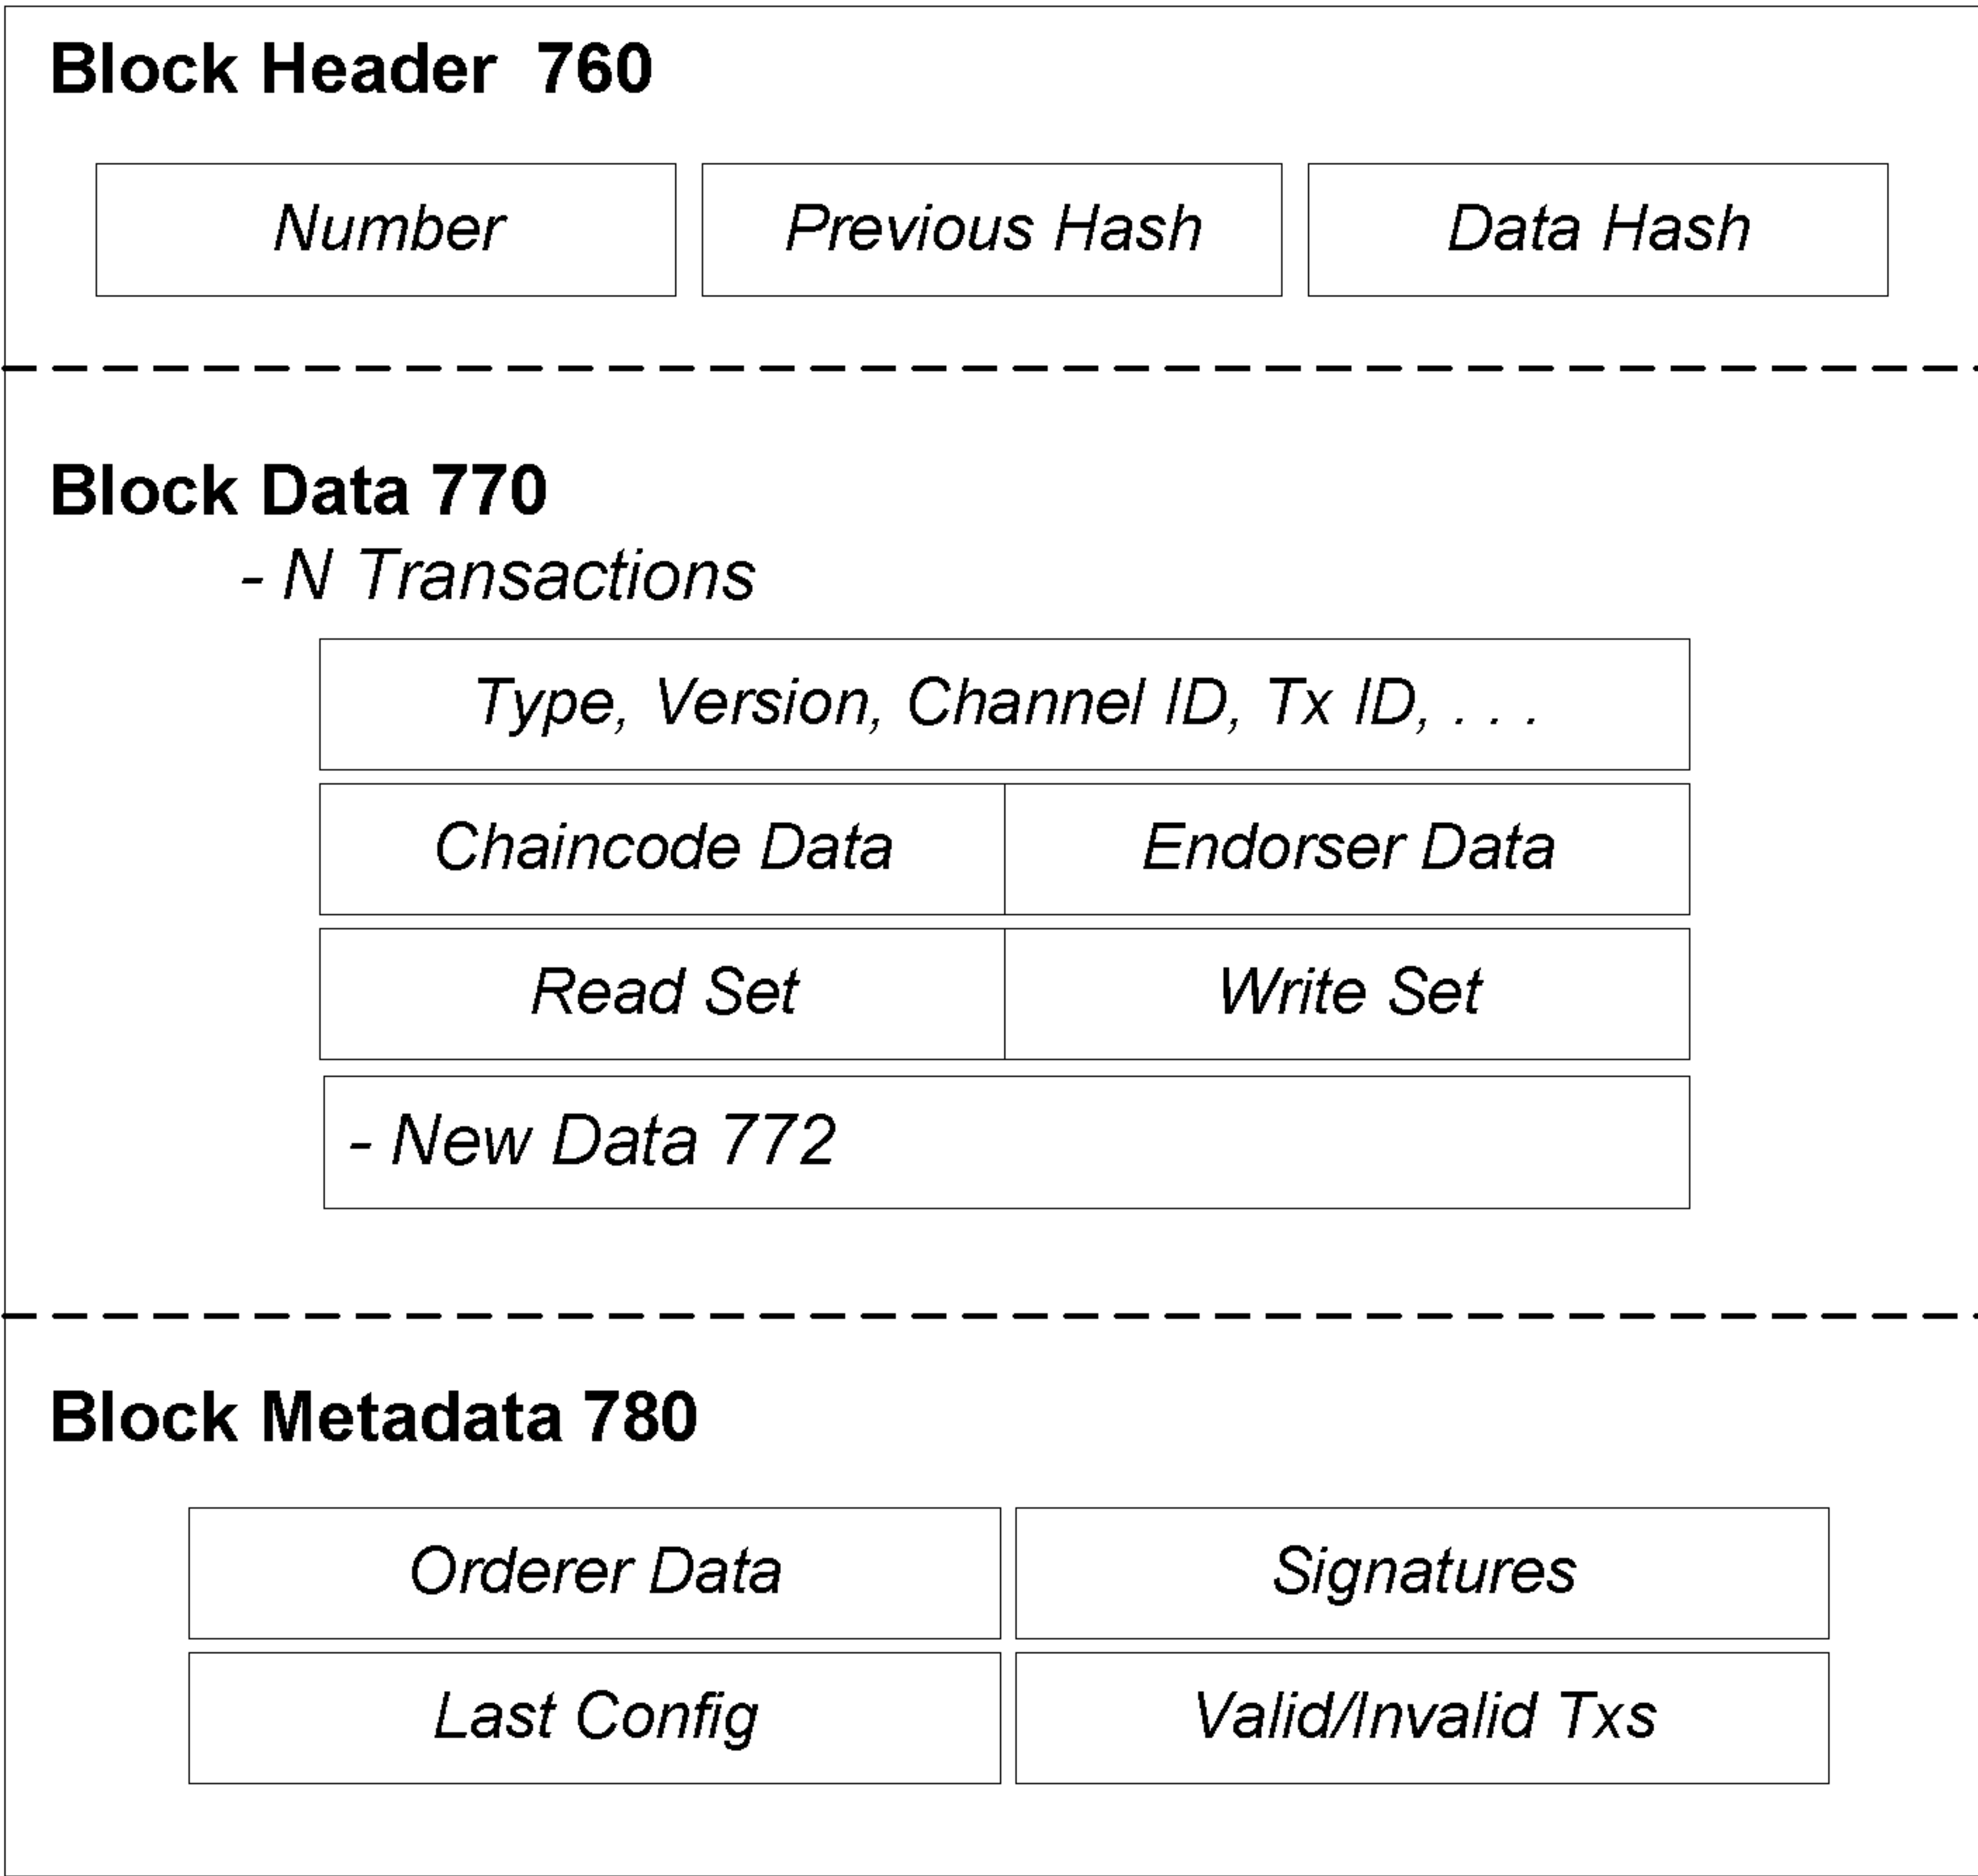 Block Header 760
Number Previous Hash Data Hash
Block Data 770
- N Transactions
Type, Version, Channel ID, Tx ID, . . .
Chaincode Data Endorser Data
Read Set Write Set
- New Data 772
Block Metadata 780
Orderer Data Signatures
Last Config Valid/Invalid Txs